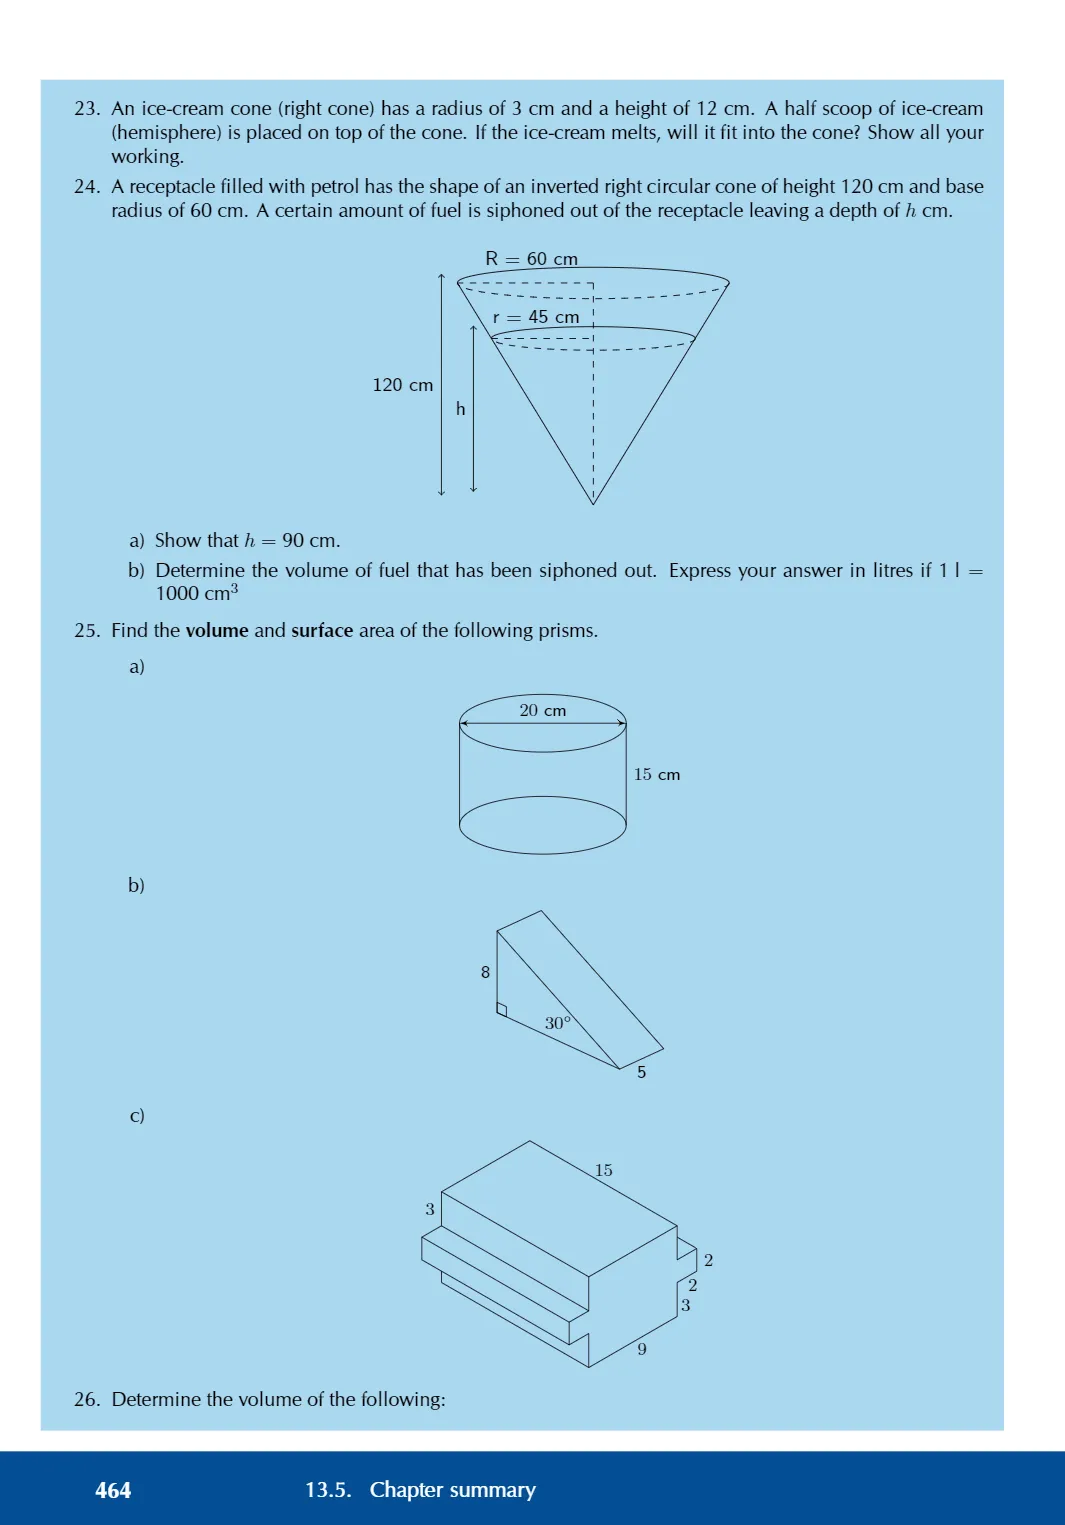 23. An ice-cream cone (right cone) has a radius of 3 cm and a height of 12 cm. A half scoop of ice-cream
(hemisphere) is placed on top of the cone. If the ice-cream melts, will it fit into the cone? Show all your
working.
24. A receptacle filled with petrol has the shape of an inverted right circular cone of height 120 cm and base
radius of 60 cm. A certain amount of fuel is siphoned out of the receptacle leaving a depth of h cm.
R = 60 cm
r = 45 cm
120 cm
h
a) Show that h = 90 cm.
b) Determine the volume of fuel that has been siphoned out. Express your answer in litres if 1 l =
1000 cm³
25. Find the volume and surface area of the following prisms.
a)
20 cm
15 cm
b)
8
30°
5
c)
15
3
2
2
3
9
26. Determine the volume of the following:
464 13.5. Chapter summary